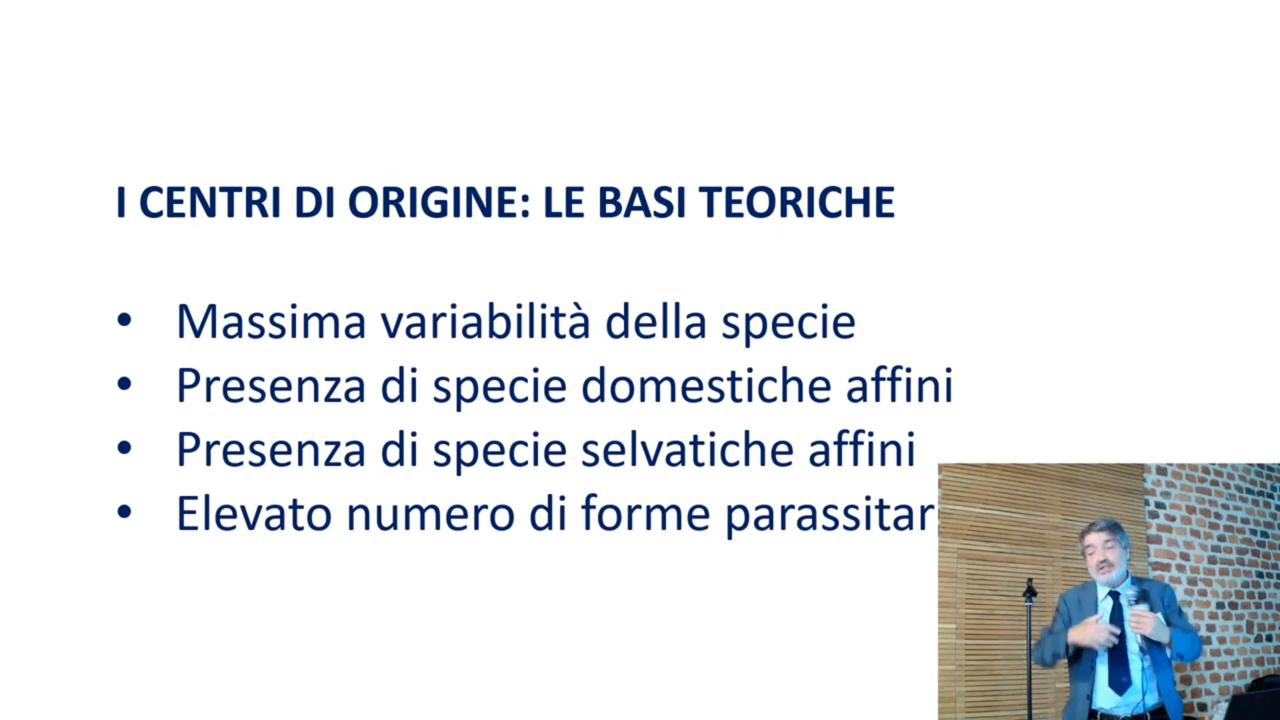 I CENTRI DI ORIGINE: LE BASI TEORICHE
• Massima variabilità della specie
• Presenza di specie domestiche affini
• Presenza di specie selvatiche affini
• Elevato numero di forme